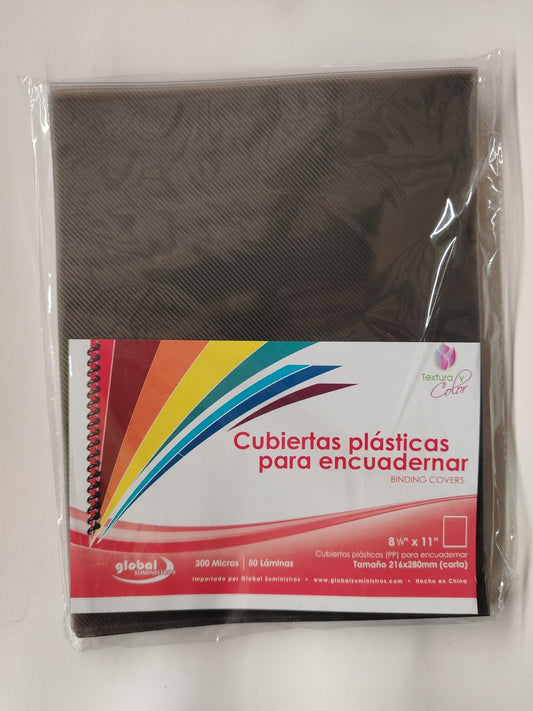 Textura y
Color
Cubiertas plásticas
para encuadernar
BINDING COVERS
8 ½" x 11"
Cubiertas plásticas (PP) para encuadernar
Tamaño 216x280mm (carta)
global
SUMINISTROS
300 Micros | 50 Láminas
Importado por Global Suministros • www.globalsuministros.com • Hecho en China